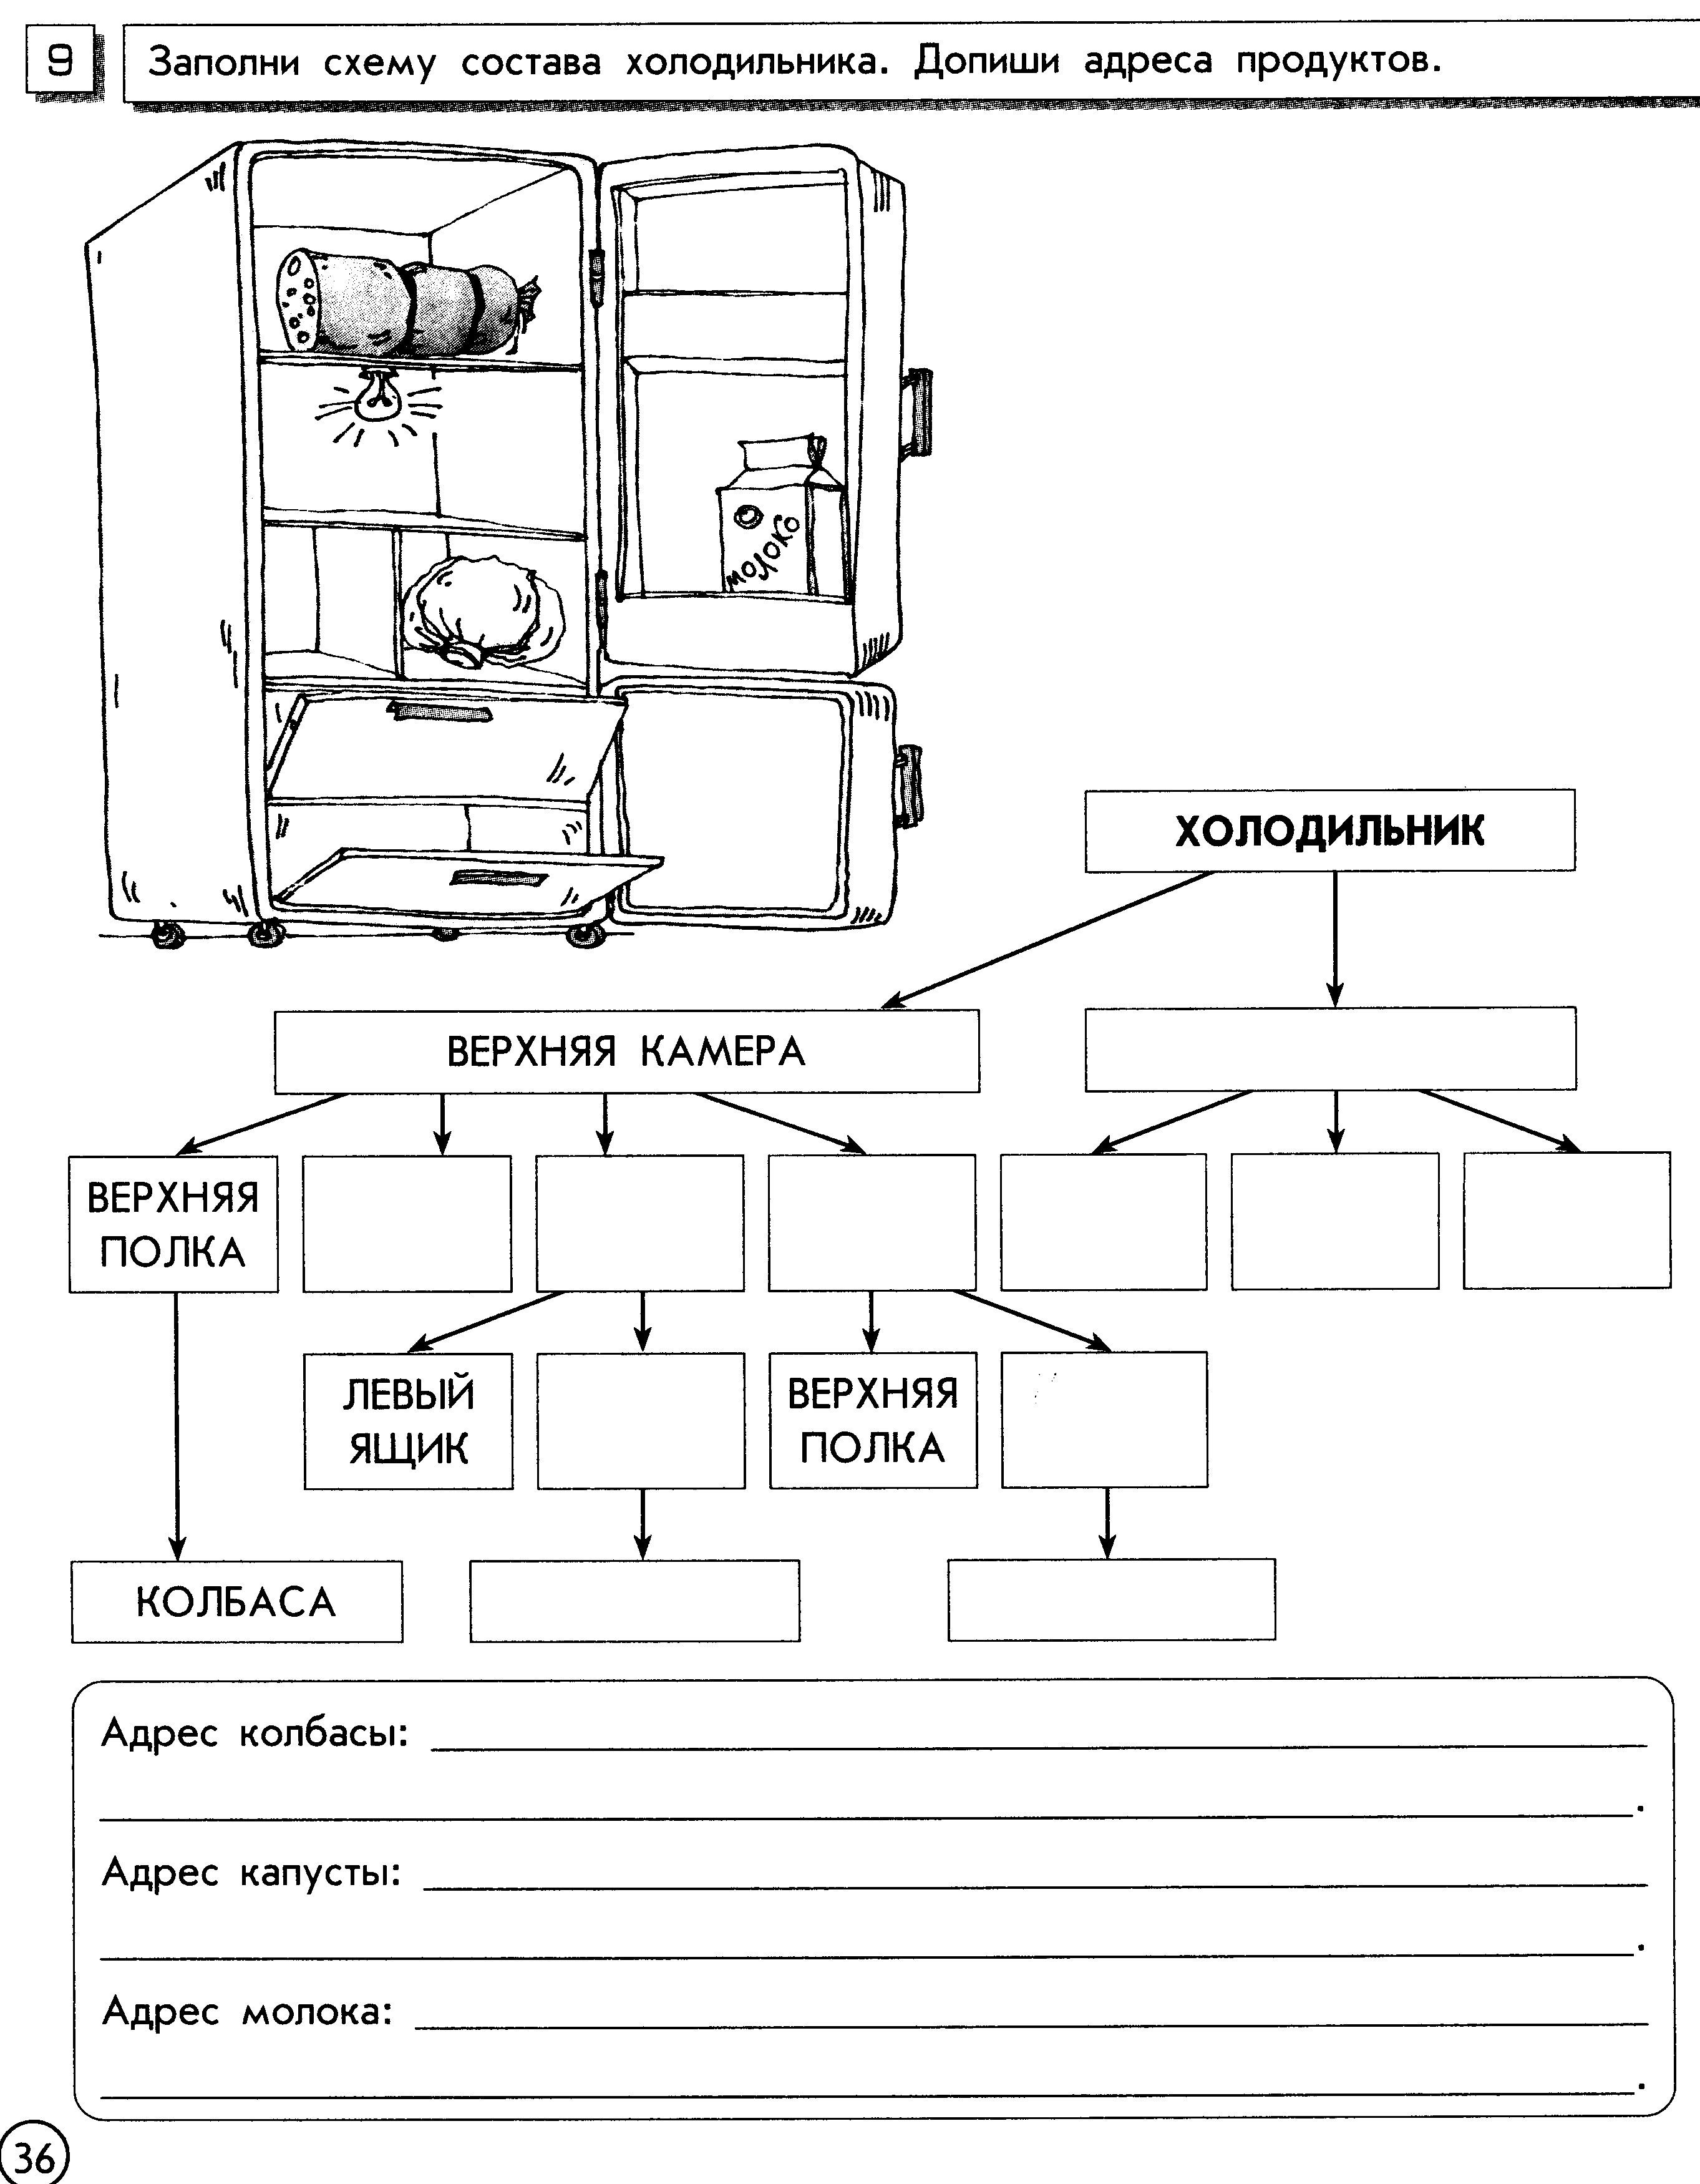 9
Заполни схему состава холодильника. Допиши адреса продуктов.
молоко
ХОЛОДИЛЬНИК
ВЕРХНЯЯ КАМЕРА
ВЕРХНЯЯ
ПОЛКА
ЛЕВЫЙ
ЯЩИК
ВЕРХНЯЯ
ПОЛКА
КОЛБАСА
Адрес колбасы:
.
Адрес капусты:
.
Адрес молока:
.
36